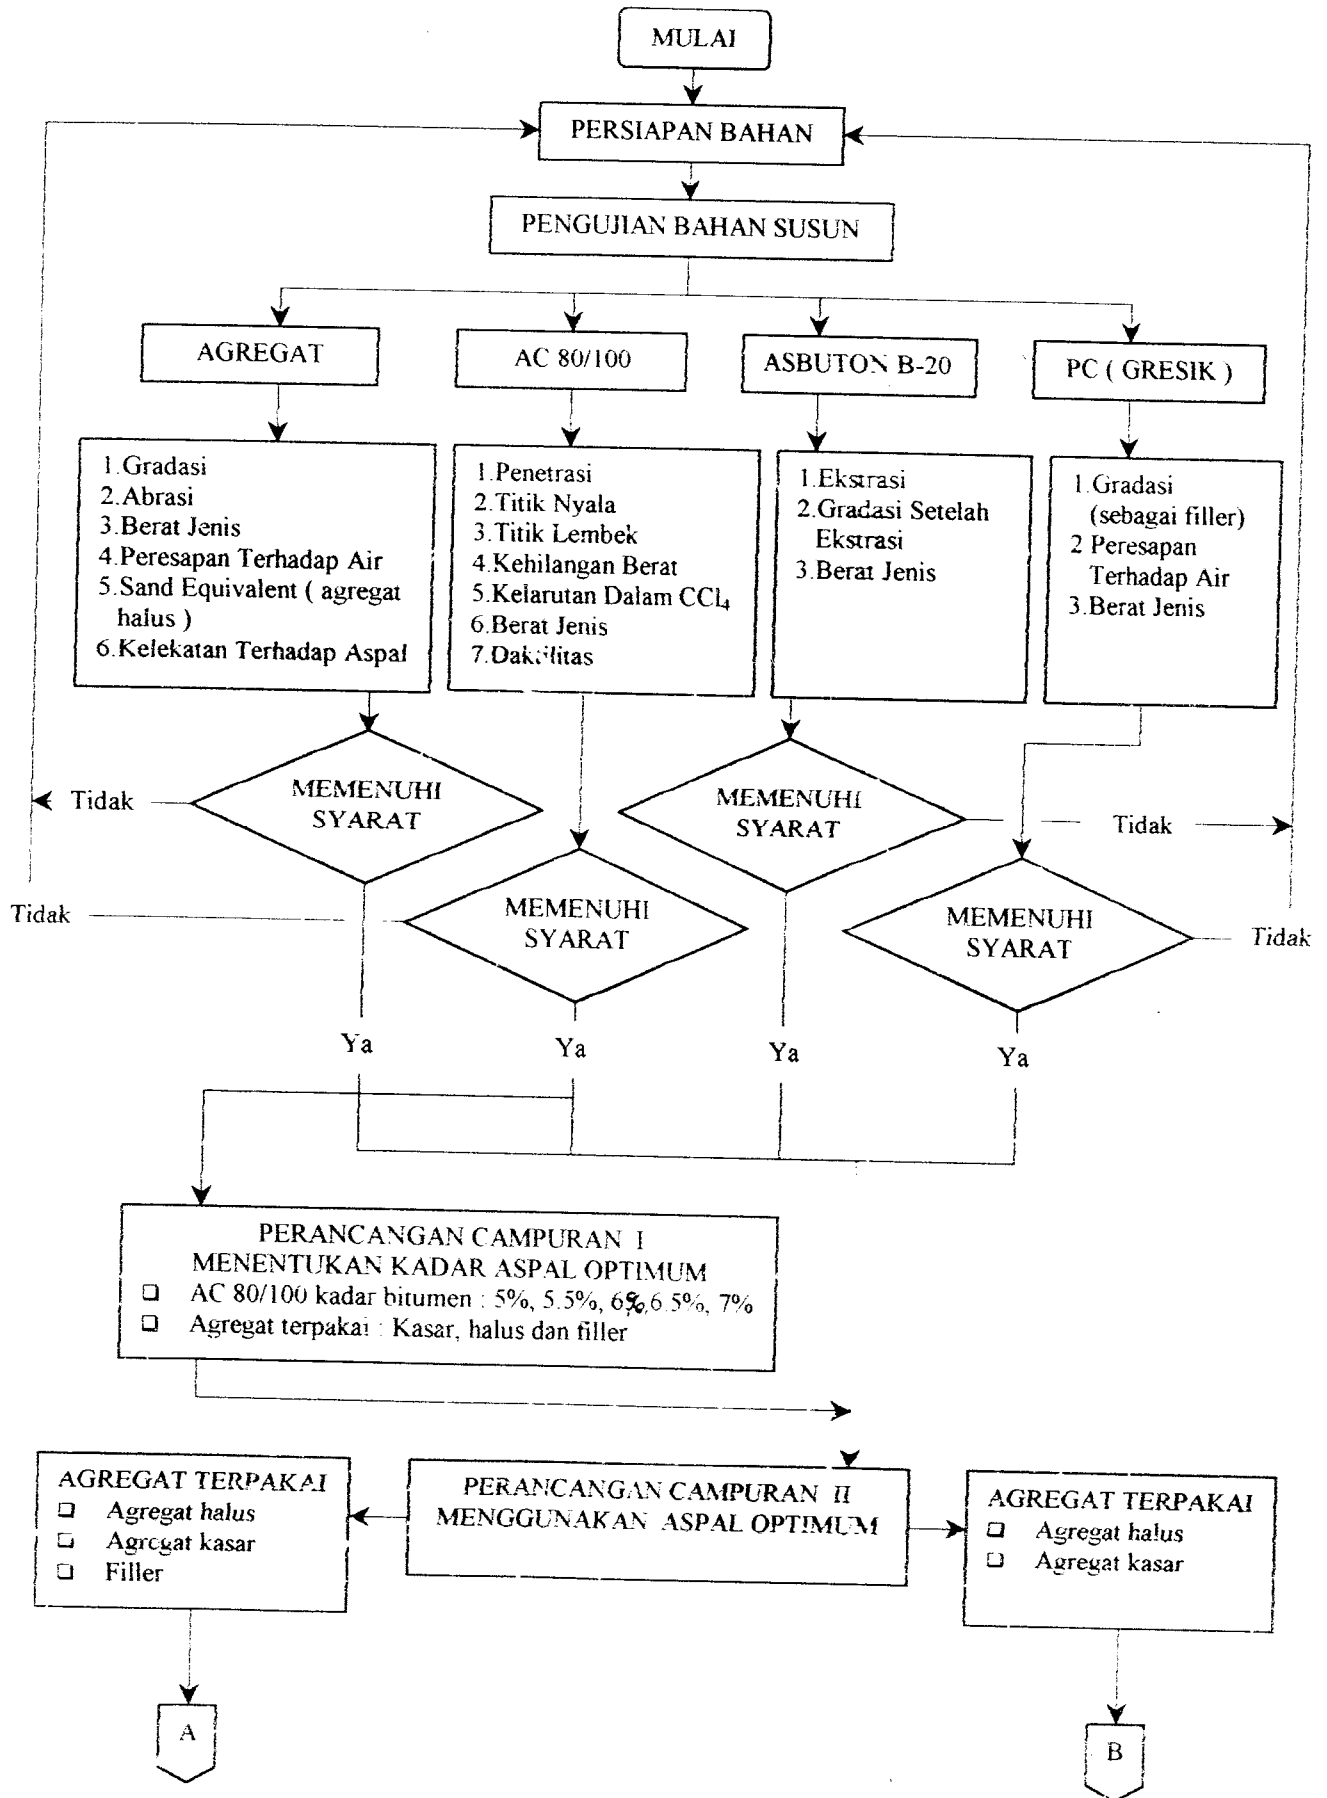 MULAI
PERSIAPAN BAHAN
PENGUJIAN BAHAN SUSUN
AGREGAT
AC 80/100
ASBUTON B-20
PC ( GRESIK )
1.Gradasi
2.Abrasi
3.Berat Jenis
4.Peresapan Terhadap Air
5.Sand Equivalent ( agregat
halus )
6.Kelekatan Terhadap Aspal
1.Penetrasi
2.Titik Nyala
3.Titik Lembek
4.Kehilangan Berat
5.Kelarutan Dalam CCl₄
6.Berat Jenis
7.Daktilitas
1.Ekstrasi
2.Gradasi Setelah
Ekstrasi
3.Berat Jenis
1.Gradasi
(sebagai filler)
2 Peresapan
Terhadap Air
3.Berat Jenis
MEMENUHI
SYARAT
Tidak
MEMENUHI
SYARAT
Tidak
MEMENUHI
SYARAT
Tidak
MEMENUHI
SYARAT
Tidak
Ya
Ya
Ya
Ya
PERANCANGAN CAMPURAN I
MENENTUKAN KADAR ASPAL OPTIMUM
❑ AC 80/100 kadar bitumen : 5%, 5.5%, 6%,6.5%, 7%
❑ Agregat terpakai : Kasar, halus dan filler
AGREGAT TERPAKAI
❑ Agregat halus
❑ Agregat kasar
❑ Filler
PERANCANGAN CAMPURAN II
MENGGUNAKAN ASPAL OPTIMUM
AGREGAT TERPAKAI
❑ Agregat halus
❑ Agregat kasar
A
B